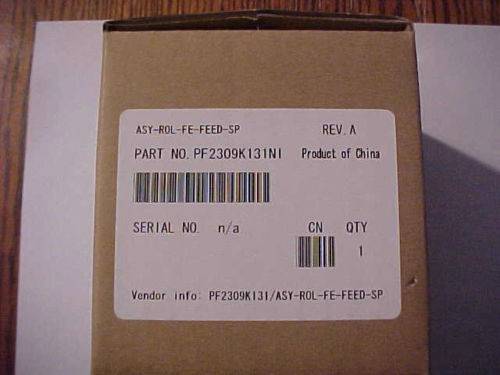 ASY-ROL-FE-FEED-SP REV. A
PART NO. PF2309K131NI Product of China
SERIAL NO. n/a CN QTY
1
Vendor info: PF2309K131/ASY-ROL-FE-FEED-SP